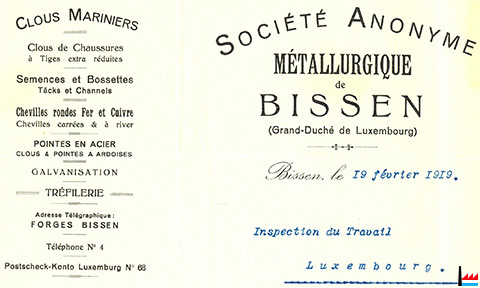 CLOUS MARINIERS
Clous de Chaussures
à Tiges extra réduites
Semences et Bossettes
Täcks et Channels
Chevilles rondes Fer et Cuivre
Chevilles carrées & à river
POINTES EN ACIER
CLOUS & POINTES A ARDOISES
GALVANISATION
TRÉFILERIE
Adresse Télégraphique:
FORGES BISSEN
Téléphone Nº 4
Postscheck-Konto Luxemburg Nº 68
SOCIÉTÉ ANONYME
MÉTALLURGIQUE
de
BISSEN
(Grand-Duché de Luxembourg)
Bissen, le 19 février 1919.
Inspection du Travail
Luxembourg.